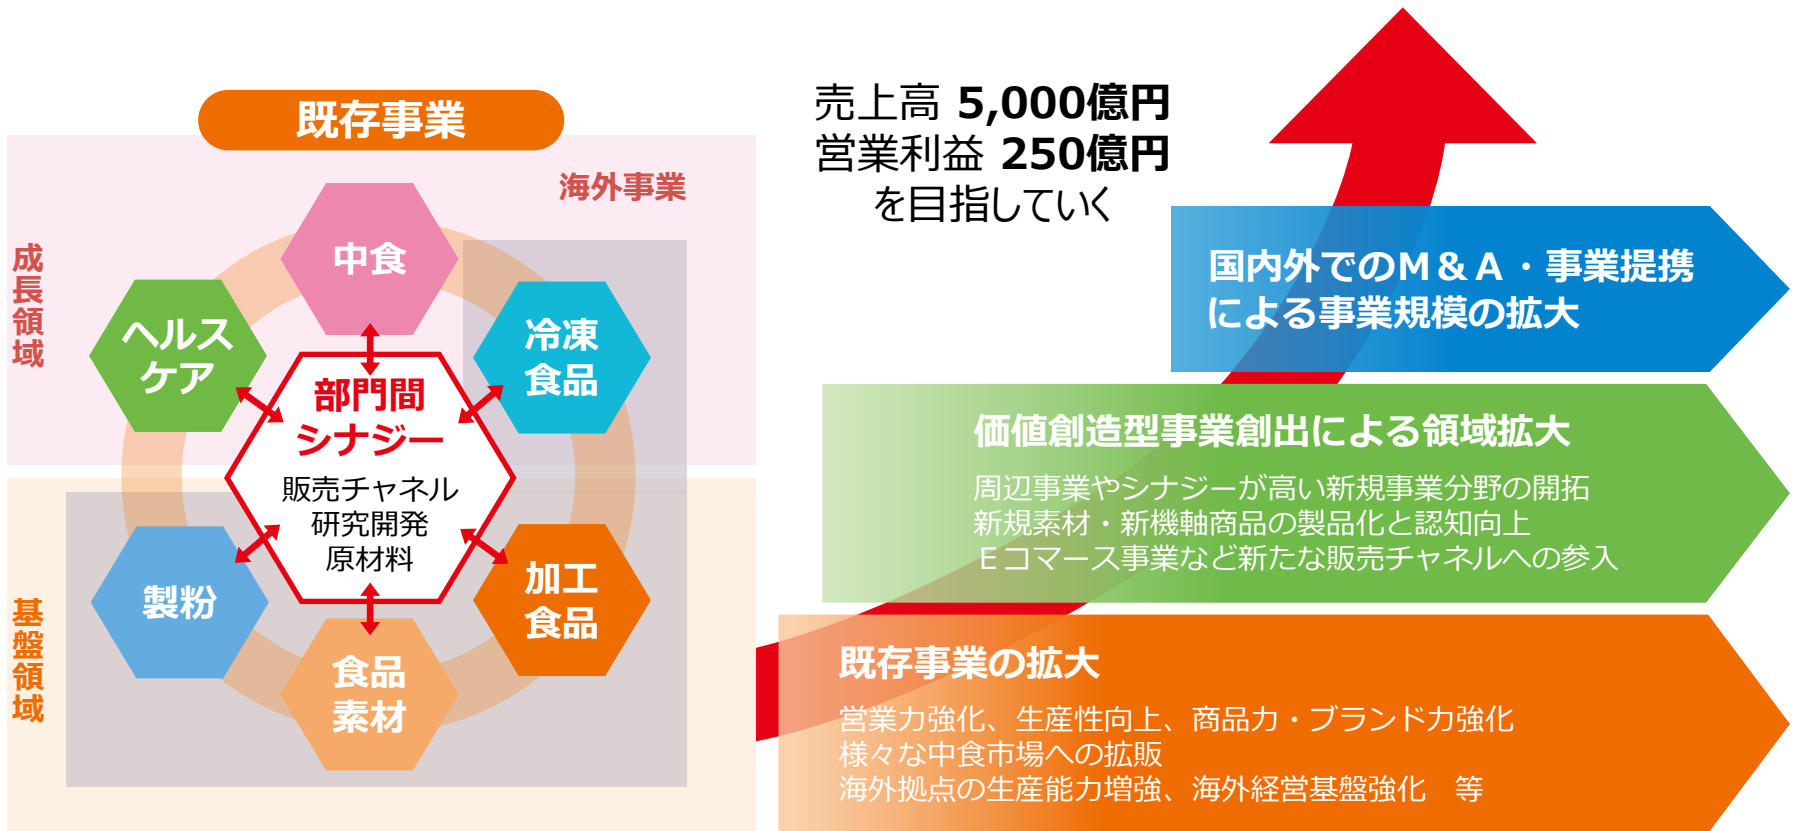 既存事業
海外事業
成長領域
中食
ヘルス
ケア
冷凍
食品
部門間
シナジー
販売チャネル
研究開発
原材料
基盤領域
製粉
加工
食品
食品
素材
売上高 5,000億円
営業利益 250億円
を目指していく
国内外でのM&A・事業提携
による事業規模の拡大
価値創造型事業創出による領域拡大
周辺事業やシナジーが高い新規事業分野の開拓
新規素材・新機軸商品の製品化と認知向上
Eコマース事業など新たな販売チャネルへの参入
既存事業の拡大
営業力強化、生産性向上、商品力・ブランド力強化
様々な中食市場への拡販
海外拠点の生産能力増強、海外経営基盤強化　等